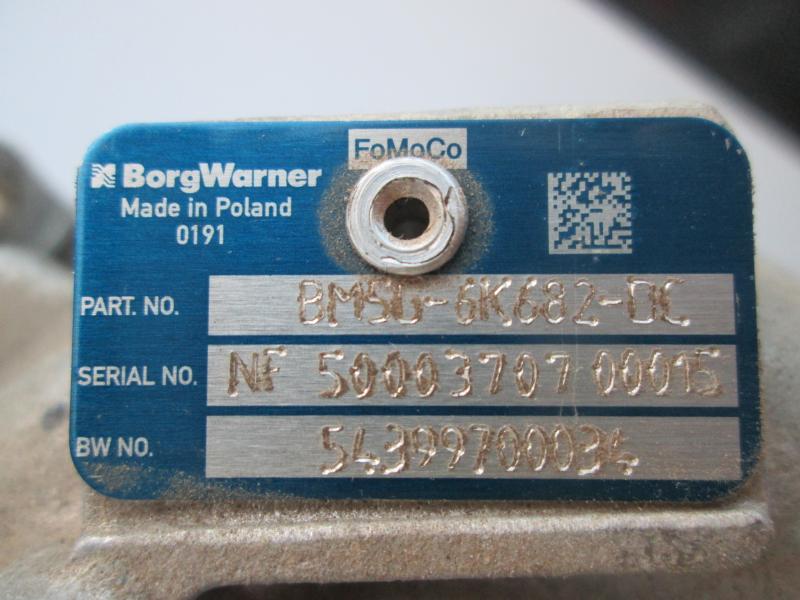 FoMoCo
BorgWarner
Made in Poland
0191
PART. NO. BM5G-6K682-DC
SERIAL NO. NF 50003707 00015
BW NO. 54399700034